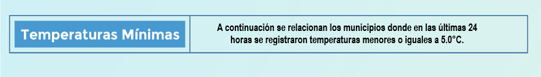 Temperaturas Mínimas
A continuación se relacionan los municipios donde en las últimas 24
horas se registraron temperaturas menores o iguales a 5.0°C.